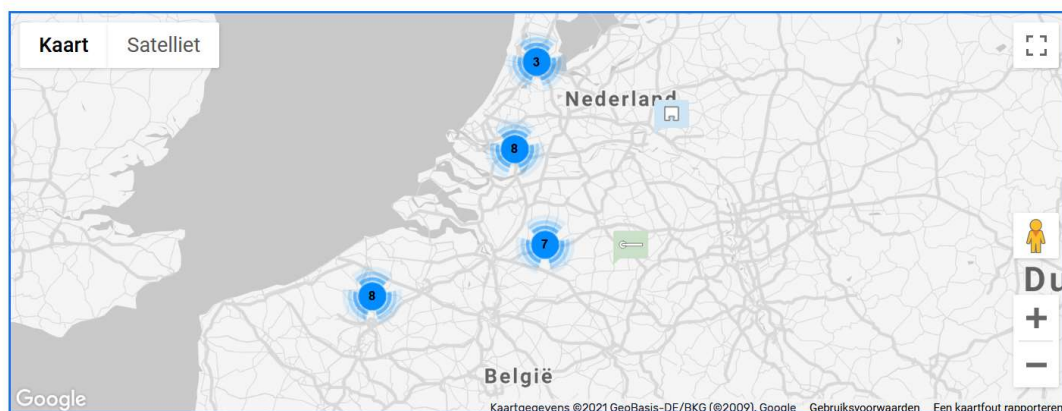 Kaart Satelliet
3
Nederland
8
7
8
Du
België
Google
Kaartgegevens ©2021 GeoBasis-DE/BKG (©2009), Google Gebruiksvoorwaarden Een kaartfout rapporteren